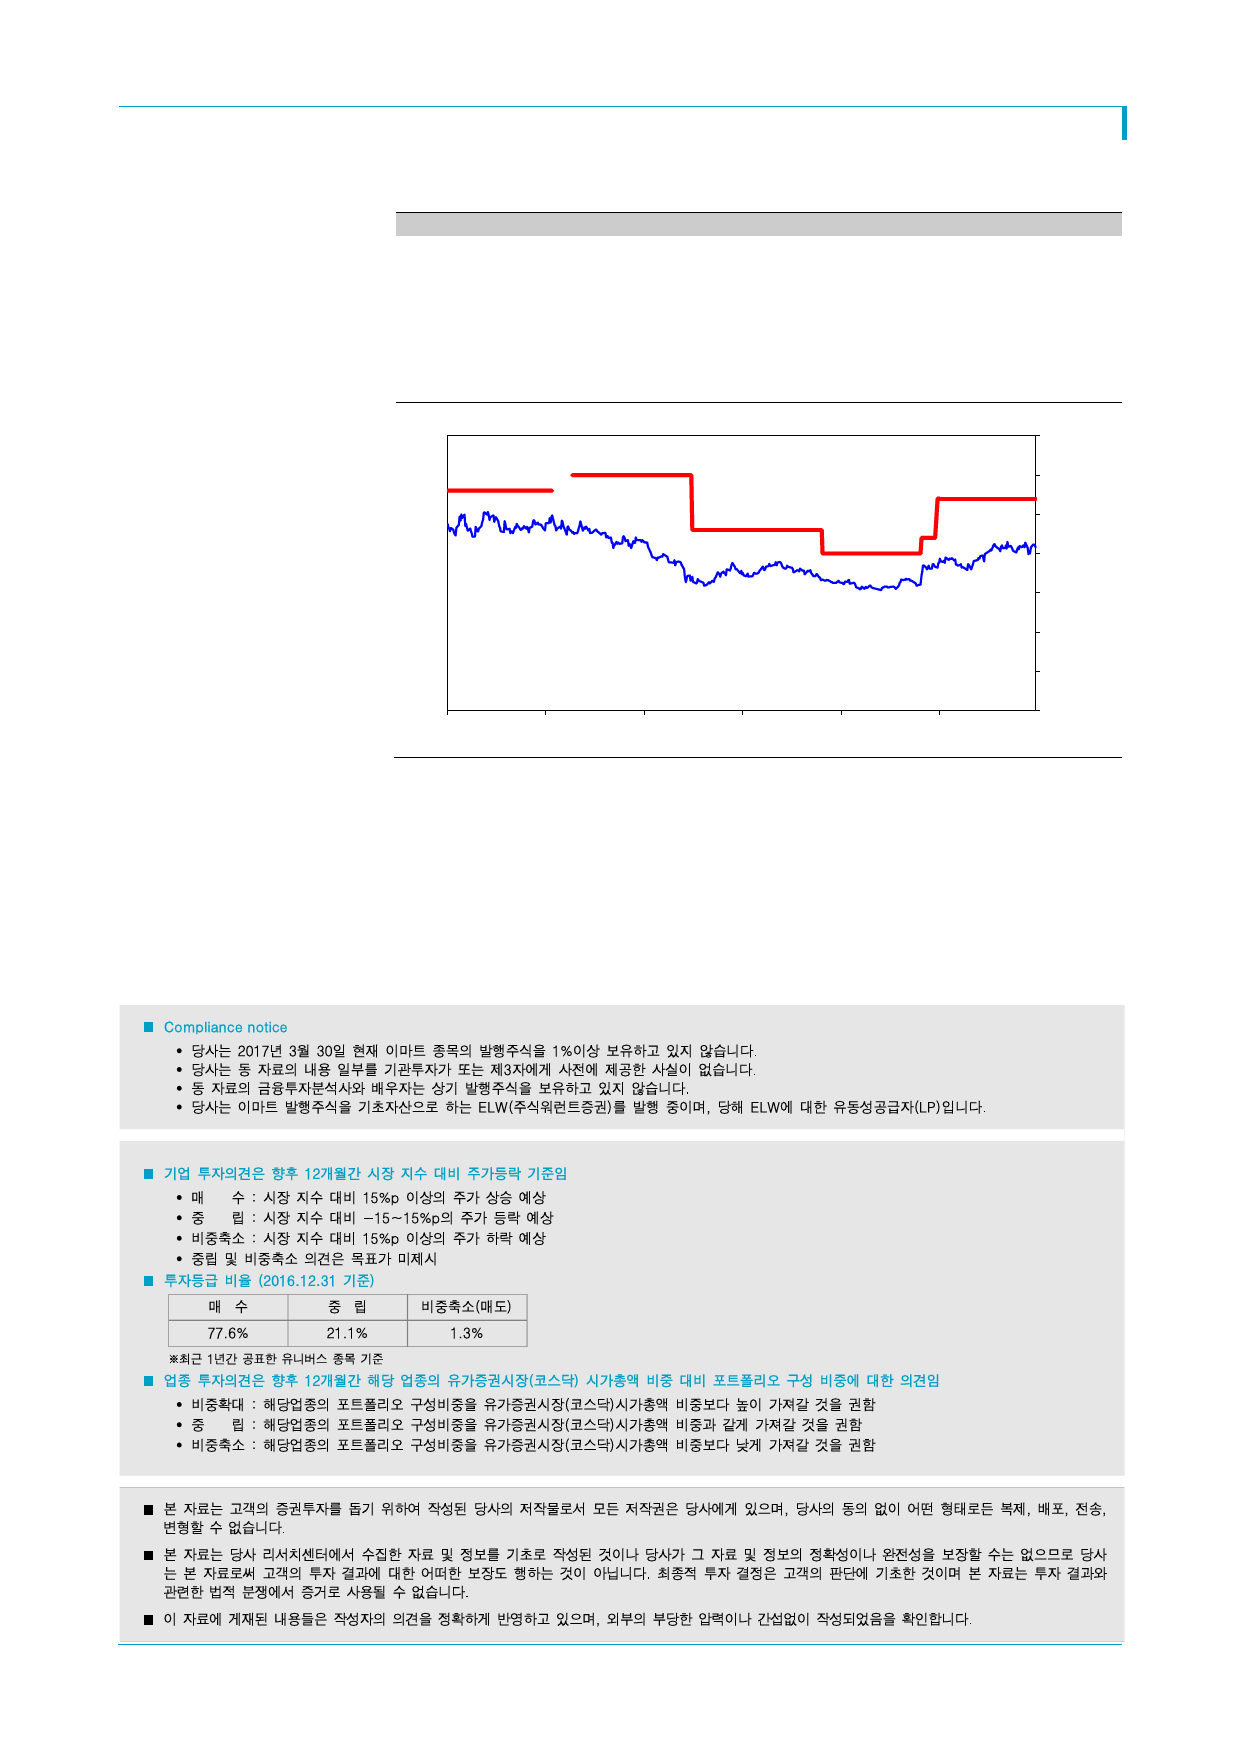 ■ Compliance notice
• 당사는 2017년 3월 30일 현재 이마트 종목의 발행주식을 1%이상 보유하고 있지 않습니다.
• 당사는 동 자료의 내용 일부를 기관투자가 또는 제3자에게 사전에 제공한 사실이 없습니다.
• 동 자료의 금융투자분석사와 배우자는 상기 발행주식을 보유하고 있지 않습니다.
• 당사는 이마트 발행주식을 기초자산으로 하는 ELW(주식워런트증권)를 발행 중이며, 당해 ELW에 대한 유동성공급자(LP)입니다.
■ 기업 투자의견은 향후 12개월간 시장 지수 대비 주가등락 기준임
• 매 수 : 시장 지수 대비 15%p 이상의 주가 상승 예상
• 중 립 : 시장 지수 대비 -15~15%p의 주가 등락 예상
• 비중축소 : 시장 지수 대비 15%p 이상의 주가 하락 예상
• 중립 및 비중축소 의견은 목표가 미제시
■ 투자등급 비율 (2016.12.31 기준)
매 수 중 립 비중축소(매도)
77.6% 21.1% 1.3%
※최근 1년간 공표한 유니버스 종목 기준
■ 업종 투자의견은 향후 12개월간 해당 업종의 유가증권시장(코스닥) 시가총액 비중 대비 포트폴리오 구성 비중에 대한 의견임
• 비중확대 : 해당업종의 포트폴리오 구성비중을 유가증권시장(코스닥)시가총액 비중보다 높이 가져갈 것을 권함
• 중 립 : 해당업종의 포트폴리오 구성비중을 유가증권시장(코스닥)시가총액 비중과 같게 가져갈 것을 권함
• 비중축소 : 해당업종의 포트폴리오 구성비중을 유가증권시장(코스닥)시가총액 비중보다 낮게 가져갈 것을 권함
■ 본 자료는 고객의 증권투자를 돕기 위하여 작성된 당사의 저작물로서 모든 저작권은 당사에게 있으며, 당사의 동의 없이 어떤 형태로든 복제, 배포, 전송,
변형할 수 없습니다.
■ 본 자료는 당사 리서치센터에서 수집한 자료 및 정보를 기초로 작성된 것이나 당사가 그 자료 및 정보의 정확성이나 완전성을 보장할 수는 없으므로 당사
는 본 자료로써 고객의 투자 결과에 대한 어떠한 보장도 행하는 것이 아닙니다. 최종적 투자 결정은 고객의 판단에 기초한 것이며 본 자료는 투자 결과와
관련한 법적 분쟁에서 증거로 사용될 수 없습니다.
■ 이 자료에 게재된 내용들은 작성자의 의견을 정확하게 반영하고 있으며, 외부의 부당한 압력이나 간섭없이 작성되었음을 확인합니다.